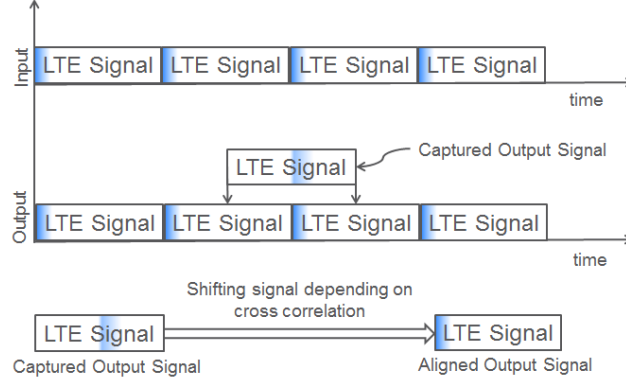 Input
LTE Signal LTE Signal LTE Signal LTE Signal
time
LTE Signal
Captured Output Signal
Output
LTE Signal LTE Signal LTE Signal LTE Signal
time
Shifting signal depending on
cross correlation
LTE Signal
LTE Signal
Captured Output Signal
Aligned Output Signal